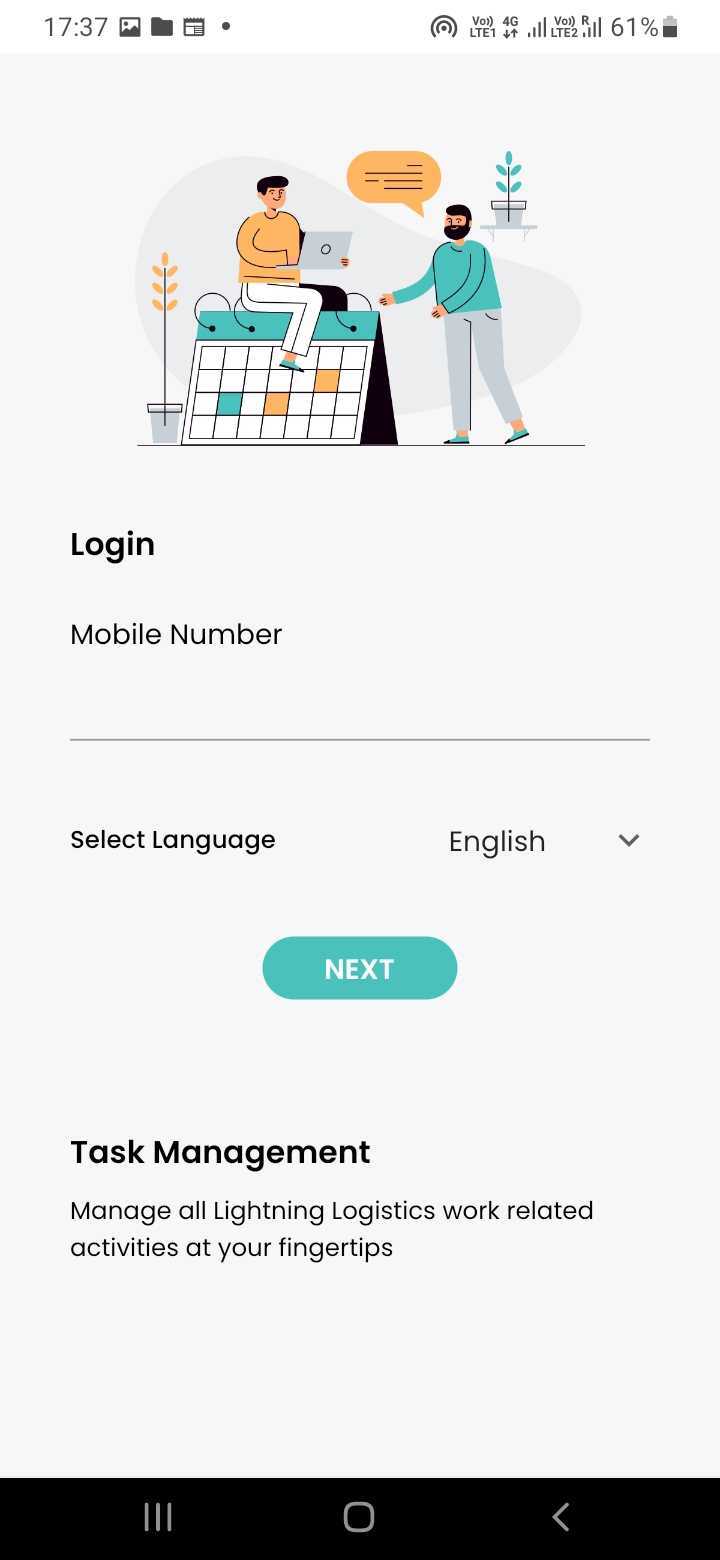 17:37
Vo) LTE1 4G Vo) LTE2 R 61%
Login
Mobile Number
Select Language
English
NEXT
Task Management
Manage all Lightning Logistics work related
activities at your fingertips